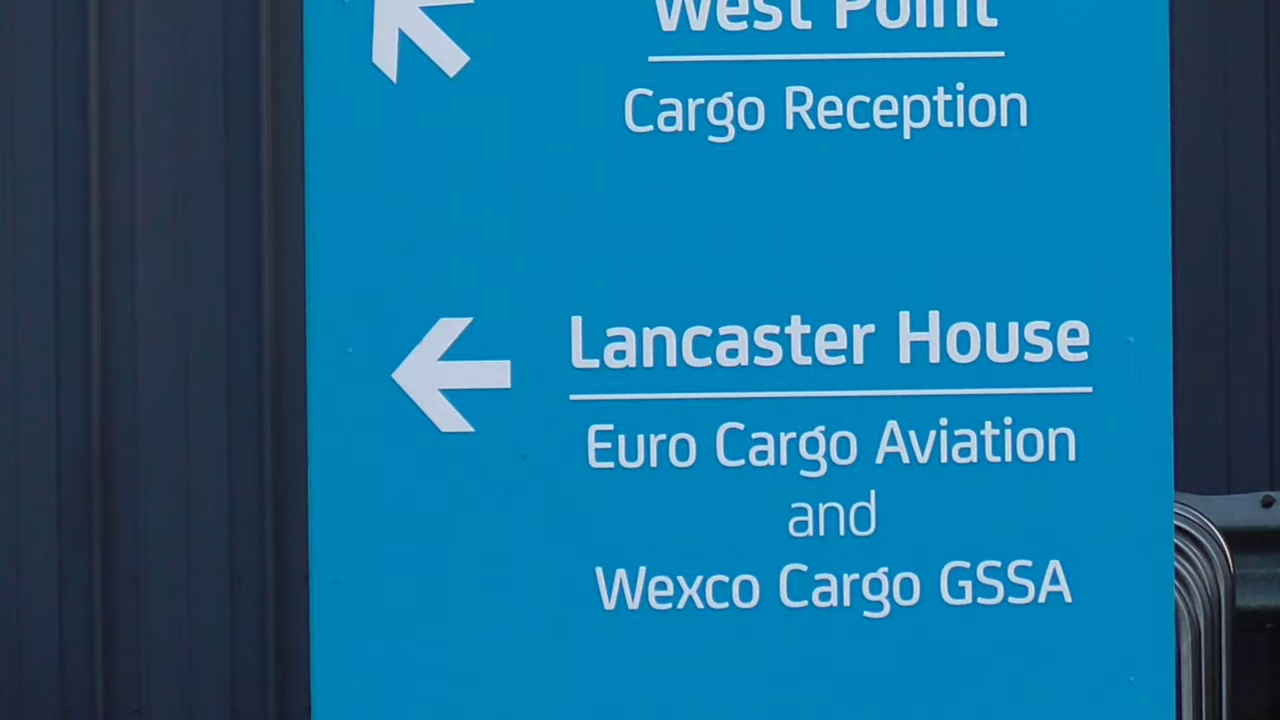 West Point
Cargo Reception
Lancaster House
Euro Cargo Aviation
and
Wexco Cargo GSSA